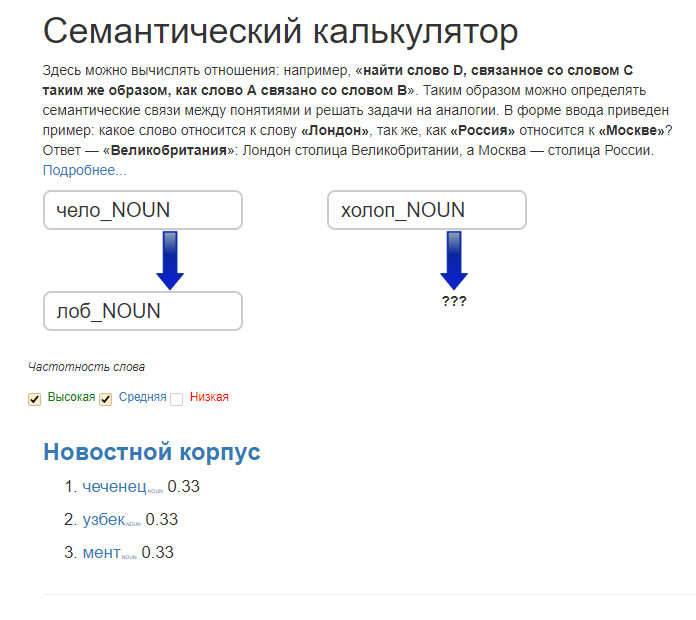 Семантический калькулятор
Здесь можно вычислять отношения: например, «найти слово D, связанное со словом C
таким же образом, как слово A связано со словом B». Таким образом можно определять
семантические связи между понятиями и решать задачи на аналогии. В форме ввода приведен
пример: какое слово относится к слову «Лондон», так же, как «Россия» относится к «Москве»?
Ответ — «Великобритания»: Лондон столица Великобритании, а Москва — столица России.
Подробнее...
чело_NOUN холоп_NOUN
лоб_NOUN ???
Частотность слова
Высокая Средняя Низкая
Новостной корпус
1. чеченец NOUN 0.33
2. узбек NOUN 0.33
3. мент NOUN 0.33